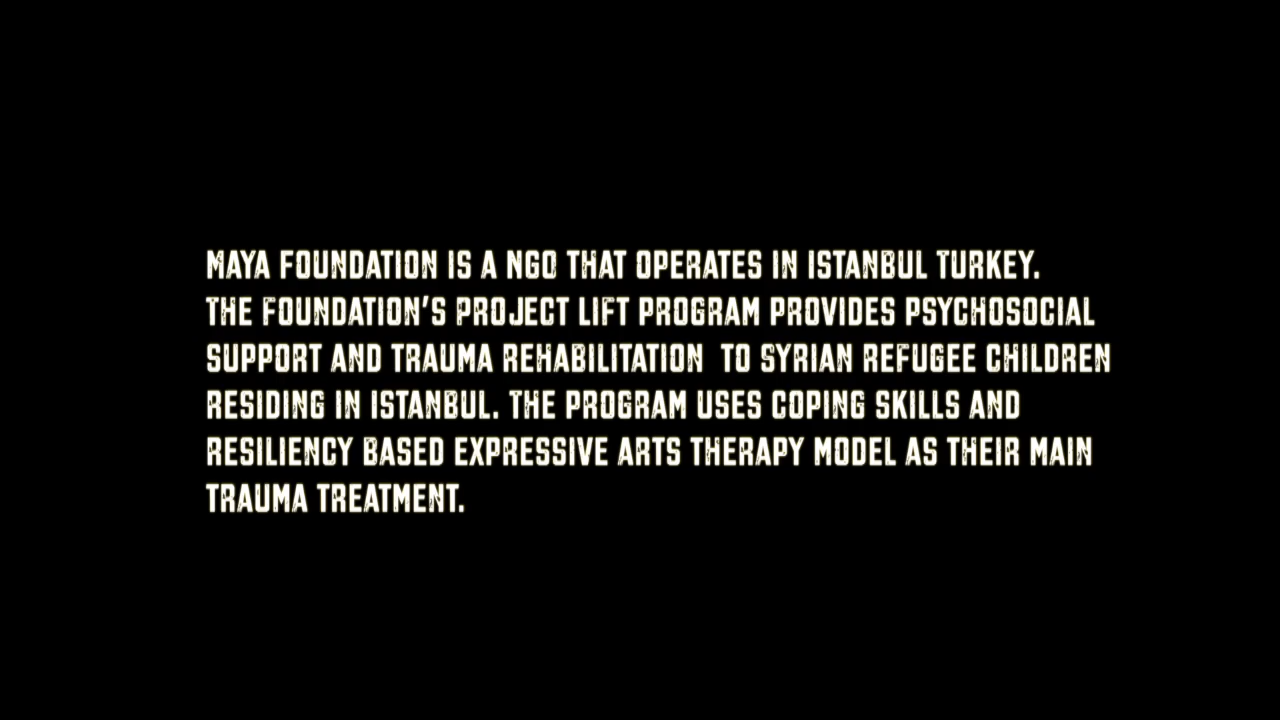 MAYA FOUNDATION IS A NGO THAT OPERATES IN ISTANBUL TURKEY.
THE FOUNDATION'S PROJECT LIFT PROGRAM PROVIDES PSYCHOSOCIAL
SUPPORT AND TRAUMA REHABILITATION  TO SYRIAN REFUGEE CHILDREN
RESIDING IN ISTANBUL. THE PROGRAM USES COPING SKILLS AND
RESILIENCY BASED EXPRESSIVE ARTS THERAPY MODEL AS THEIR MAIN
TRAUMA TREATMENT.